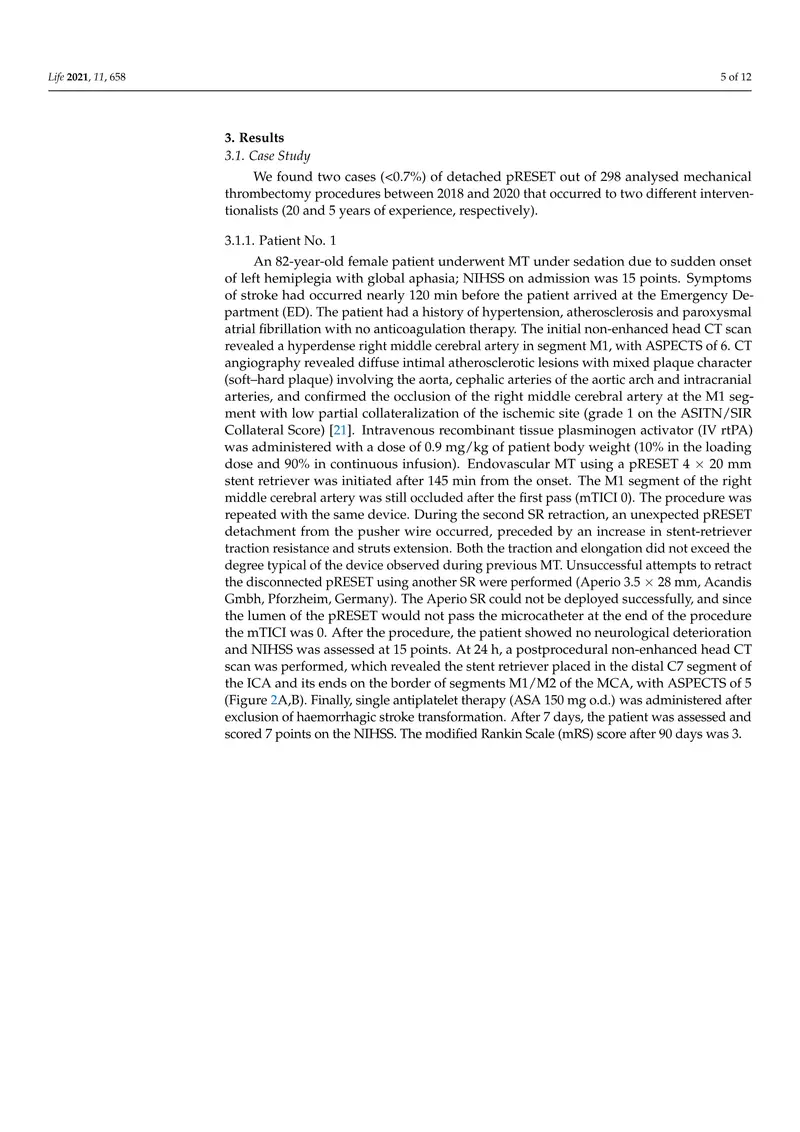 Life 2021, 11, 658
5 of 12
3. Results
3.1. Case Study
We found two cases (<0.7%) of detached pRESET out of 298 analysed mechanical
thrombectomy procedures between 2018 and 2020 that occurred to two different interven-
tionalists (20 and 5 years of experience, respectively).
3.1.1. Patient No. 1
An 82-year-old female patient underwent MT under sedation due to sudden onset
of left hemiplegia with global aphasia; NIHSS on admission was 15 points. Symptoms
of stroke had occurred nearly 120 min before the patient arrived at the Emergency De-
partment (ED). The patient had a history of hypertension, atherosclerosis and paroxysmal
atrial fibrillation with no anticoagulation therapy. The initial non-enhanced head CT scan
revealed a hyperdense right middle cerebral artery in segment M1, with ASPECTS of 6. CT
angiography revealed diffuse intimal atherosclerotic lesions with mixed plaque character
(soft–hard plaque) involving the aorta, cephalic arteries of the aortic arch and intracranial
arteries, and confirmed the occlusion of the right middle cerebral artery at the M1 seg-
ment with low partial collateralization of the ischemic site (grade 1 on the ASITN/SIR
Collateral Score) [21]. Intravenous recombinant tissue plasminogen activator (IV rtPA)
was administered with a dose of 0.9 mg/kg of patient body weight (10% in the loading
dose and 90% in continuous infusion). Endovascular MT using a pRESET 4 × 20 mm
stent retriever was initiated after 145 min from the onset. The M1 segment of the right
middle cerebral artery was still occluded after the first pass (mTICI 0). The procedure was
repeated with the same device. During the second SR retraction, an unexpected pRESET
detachment from the pusher wire occurred, preceded by an increase in stent-retriever
traction resistance and struts extension. Both the traction and elongation did not exceed the
degree typical of the device observed during previous MT. Unsuccessful attempts to retract
the disconnected pRESET using another SR were performed (Aperio 3.5 × 28 mm, Acandis
Gmbh, Pforzheim, Germany). The Aperio SR could not be deployed successfully, and since
the lumen of the pRESET would not pass the microcatheter at the end of the procedure
the mTICI was 0. After the procedure, the patient showed no neurological deterioration
and NIHSS was assessed at 15 points. At 24 h, a postprocedural non-enhanced head CT
scan was performed, which revealed the stent retriever placed in the distal C7 segment of
the ICA and its ends on the border of segments M1/M2 of the MCA, with ASPECTS of 5
(Figure 2A,B). Finally, single antiplatelet therapy (ASA 150 mg o.d.) was administered after
exclusion of haemorrhagic stroke transformation. After 7 days, the patient was assessed and
scored 7 points on the NIHSS. The modified Rankin Scale (mRS) score after 90 days was 3.